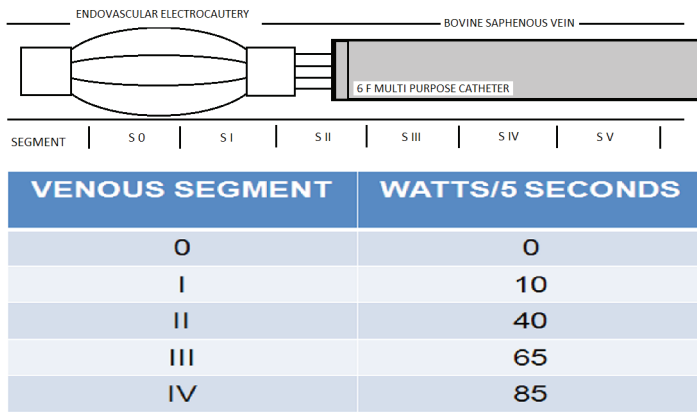 ENDOVASCULAR ELECTROCAUTERY
BOVINE SAPHENOUS VEIN
6 F MULTI PURPOSE CATHETER
SEGMENT S 0 S I S II S III S IV S V
VENOUS SEGMENT WATTS/5 SECONDS
0 0
I 10
II 40
III 65
IV 85